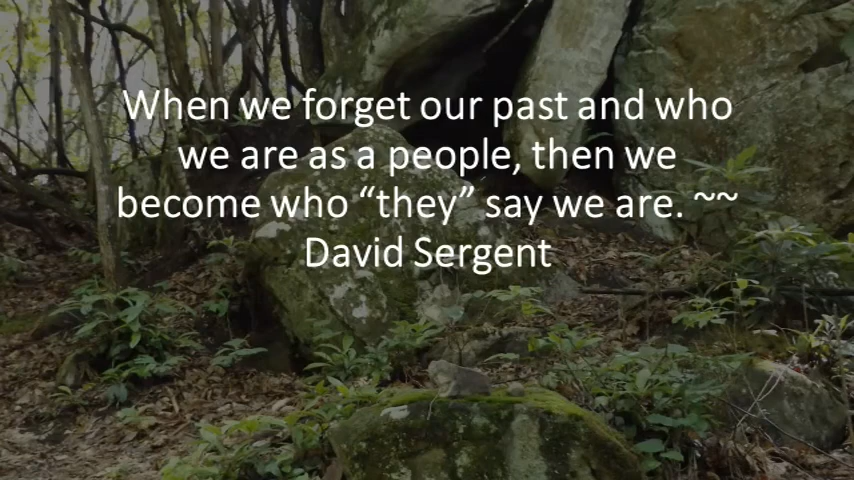 When we forget our past and who
we are as a people, then we
become who “they” say we are. ~~
David Sergent